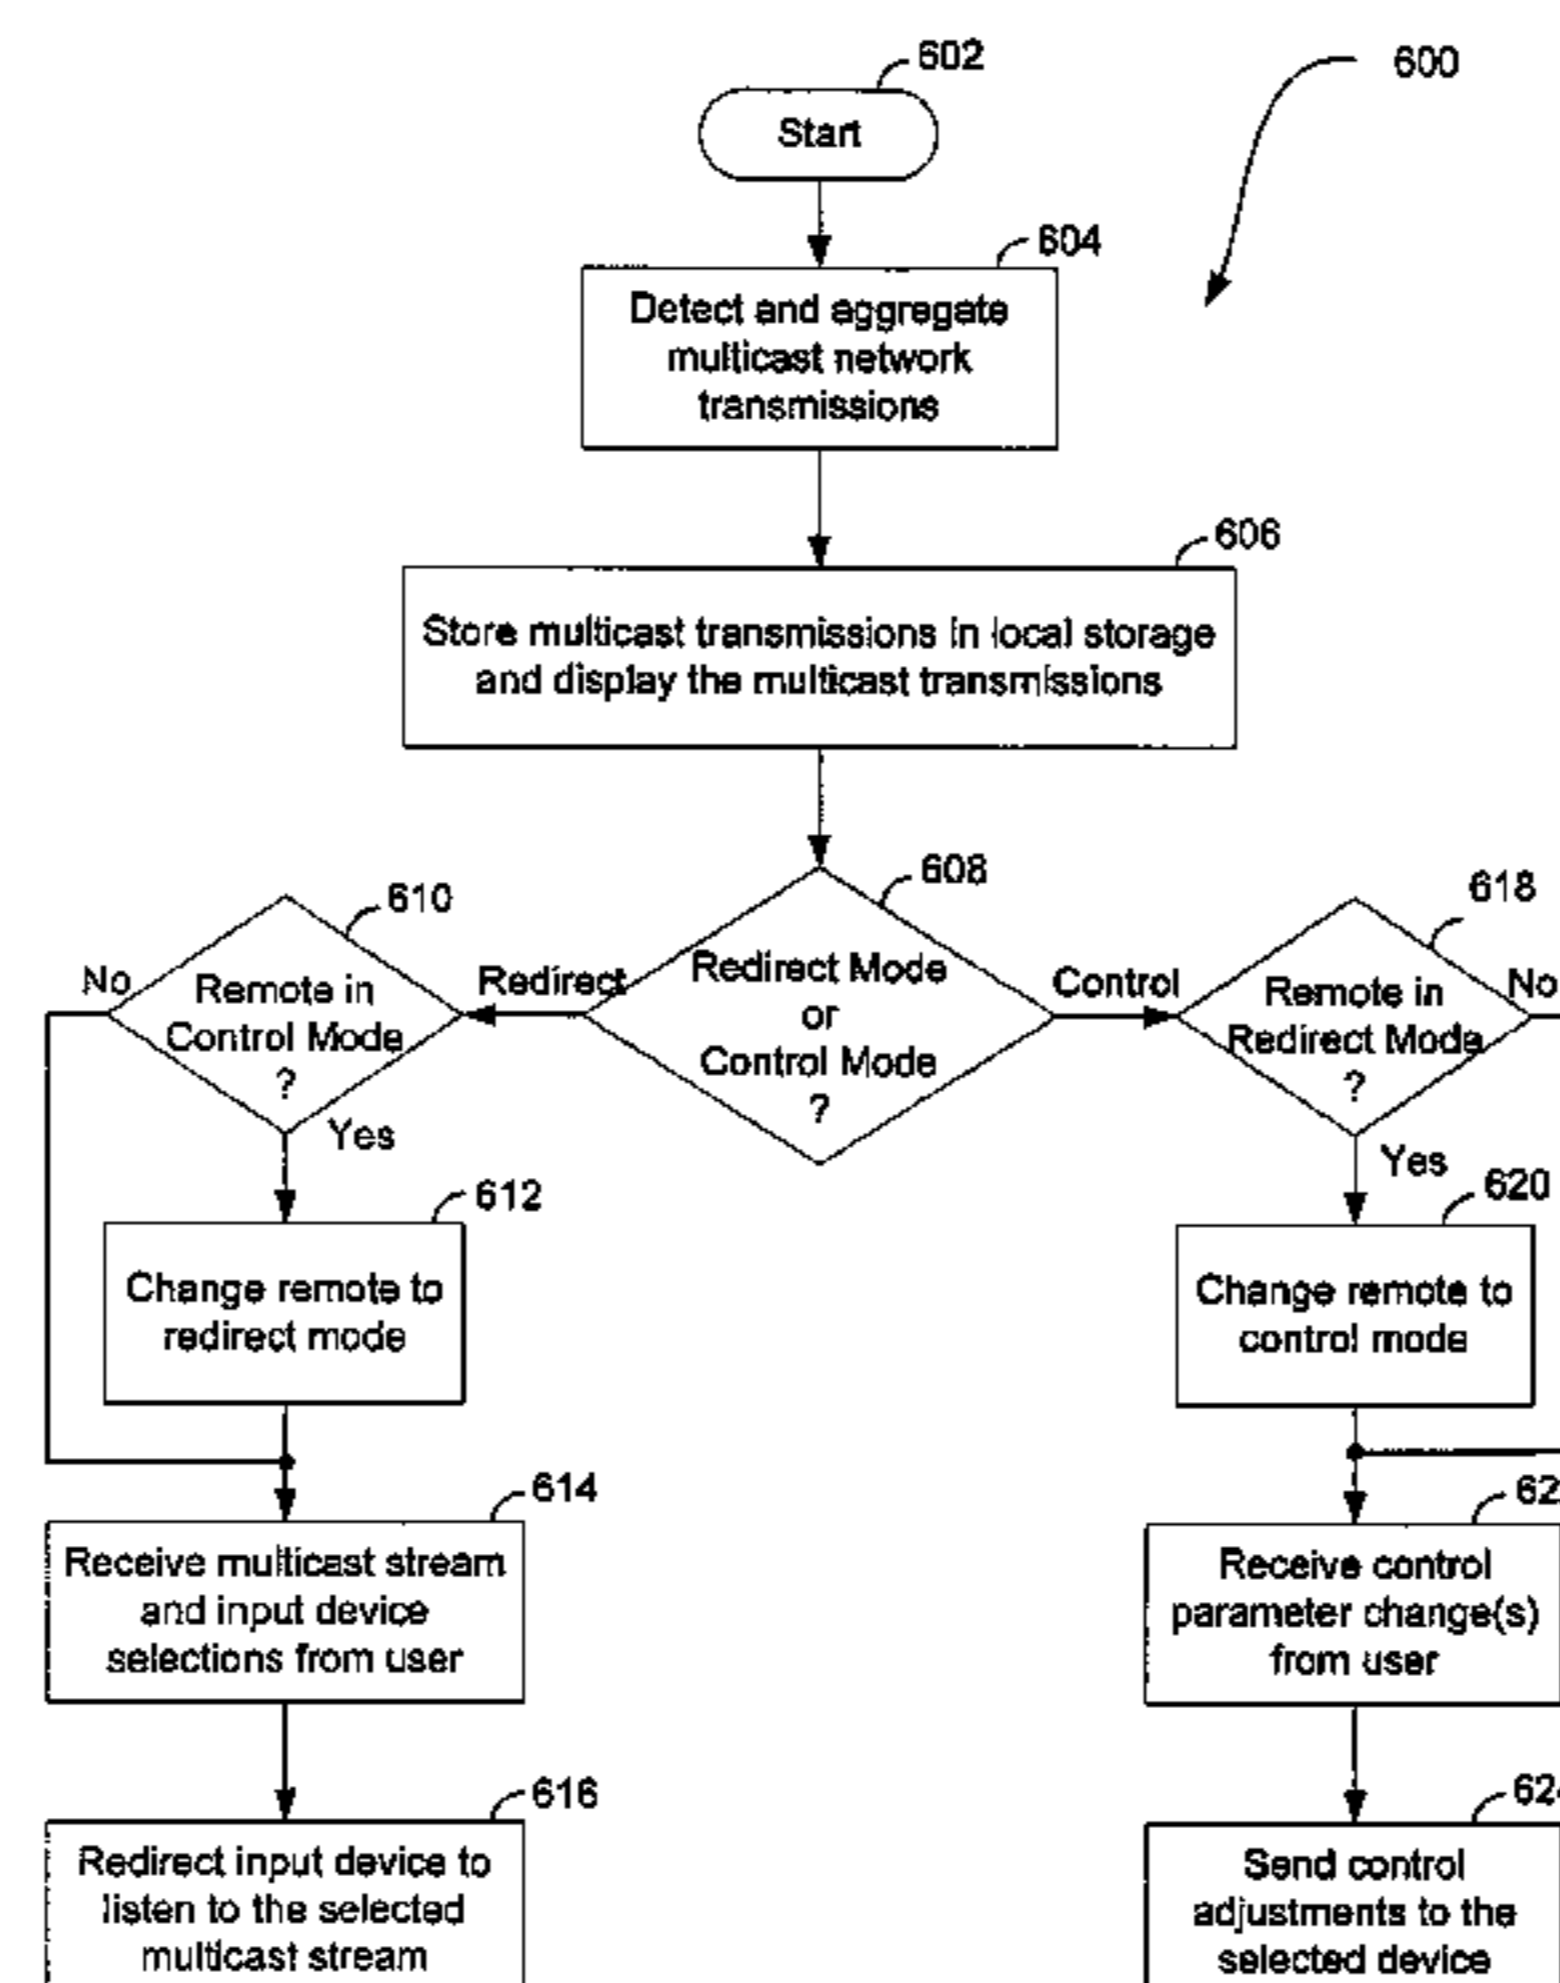 602
600
Start
604
Detect and aggregate
multicast network
transmissions
606
Store multicast transmissions in local storage
and display the multicast transmissions
608
610
618
No
Remote in
Control Mode
?
Redirect
Redirect Mode
or
Control Mode
?
Control
Remote in
Redirect Mode
?
No
Yes
Yes
612
620
Change remote to
redirect mode
Change remote to
control mode
614
Receive multicast stream
and input device
selections from user
Receive control
parameter change(s)
from user
616
Redirect input device to
listen to the selected
multicast stream
Send control
adjustments to the
selected device